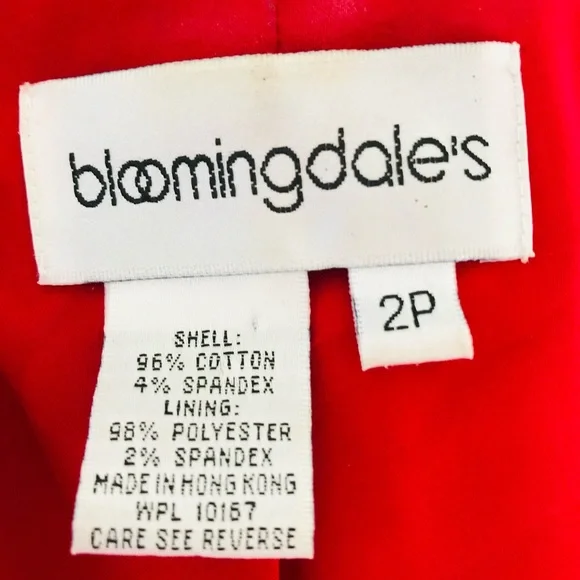 bloomingdale's
2P
SHELL:
96% COTTON
4% SPANDEX
LINING:
98% POLYESTER
2% SPANDEX
MADE IN HONG KONG
WPL 10167
CARE SEE REVERSE